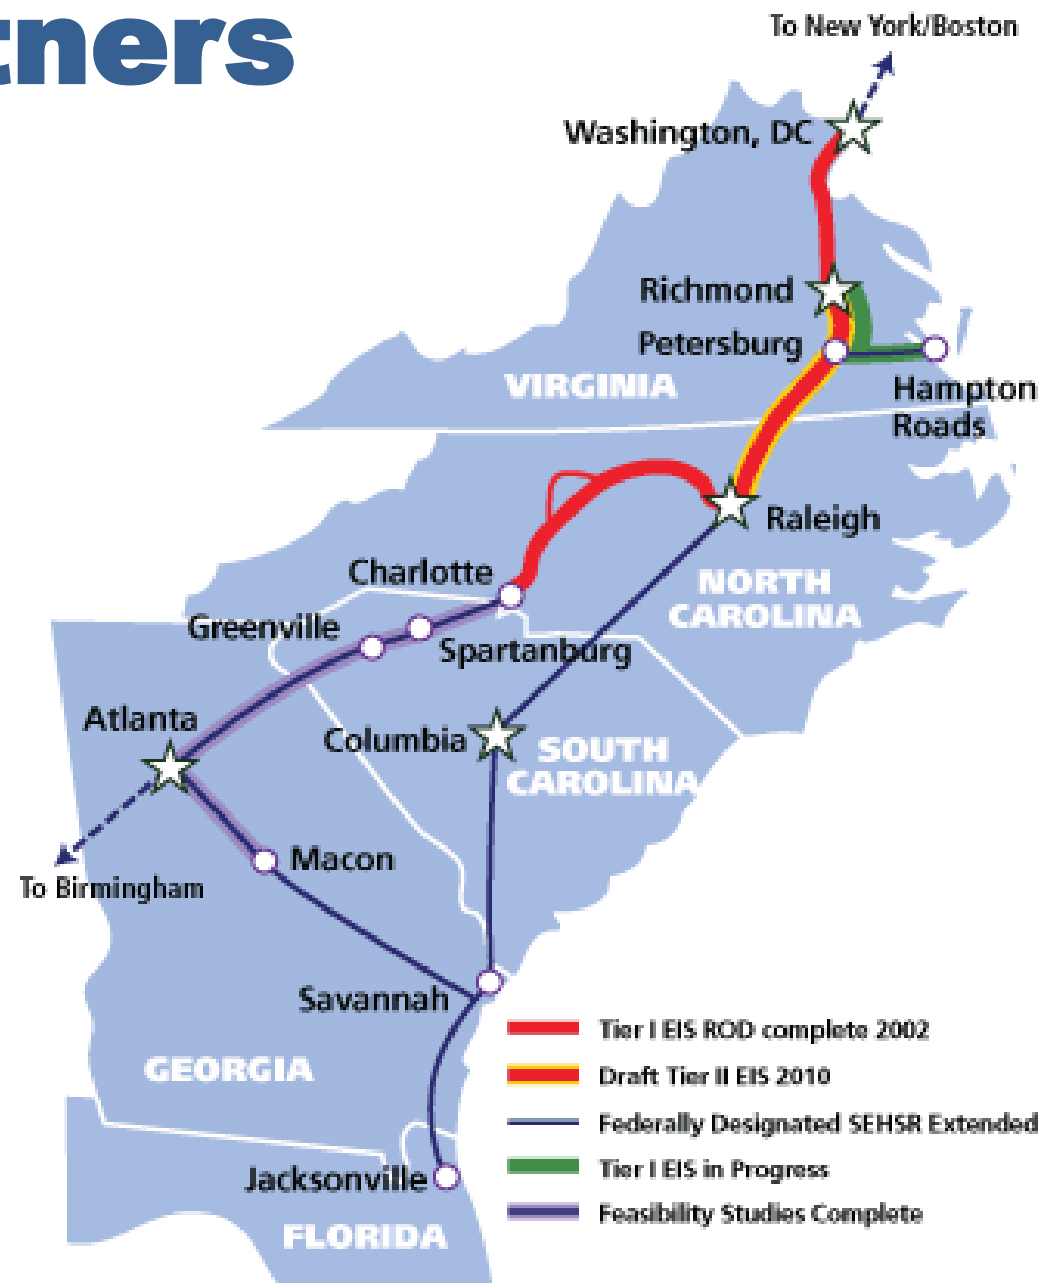 tners
To New York/Boston
Washington, DC
Richmond
Petersburg
VIRGINIA
Hampton
Roads
Raleigh
Charlotte
NORTH
CAROLINA
Greenville
Spartanburg
Atlanta
Columbia
SOUTH
CAROLINA
Macon
To Birmingham
Savannah
Tier I EIS ROD complete 2002
GEORGIA
Draft Tier II EIS 2010
Federally Designated SEHSR Extended
Tier I EIS in Progress
Jacksonville
Feasibility Studies Complete
FLORIDA